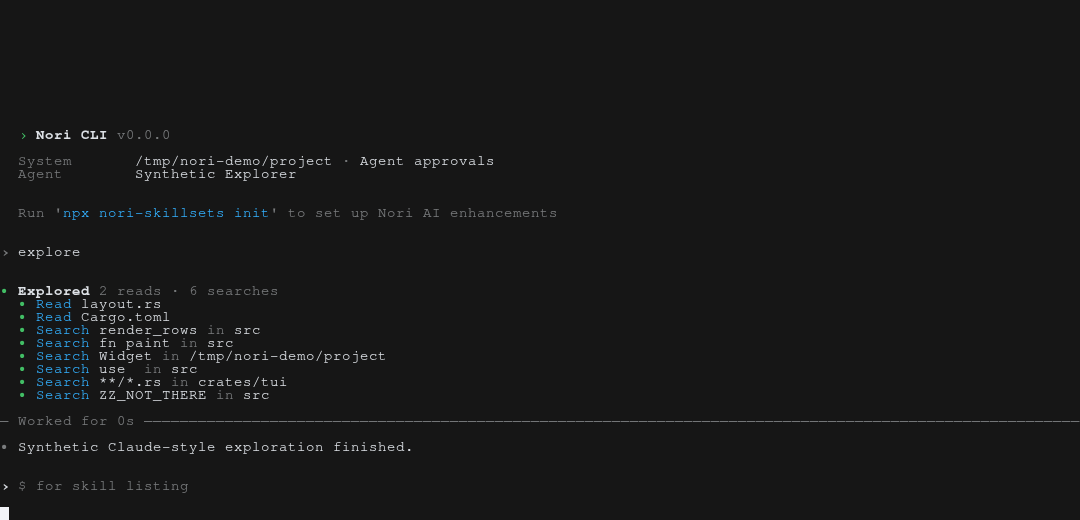 › Nori CLI v0.0.0
System /tmp/nori-demo/project · Agent approvals
Agent Synthetic Explorer
Run 'npx nori-skillsets init' to set up Nori AI enhancements
› explore
• Explored 2 reads · 6 searches
• Read layout.rs
• Read Cargo.toml
• Search render_rows in src
• Search fn paint in src
• Search Widget in /tmp/nori-demo/project
• Search use  in src
• Search **/*.rs in crates/tui
• Search ZZ_NOT_THERE in src
─ Worked for 0s ─────────────────────────
• Synthetic Claude-style exploration finished.
› $ for skill listing